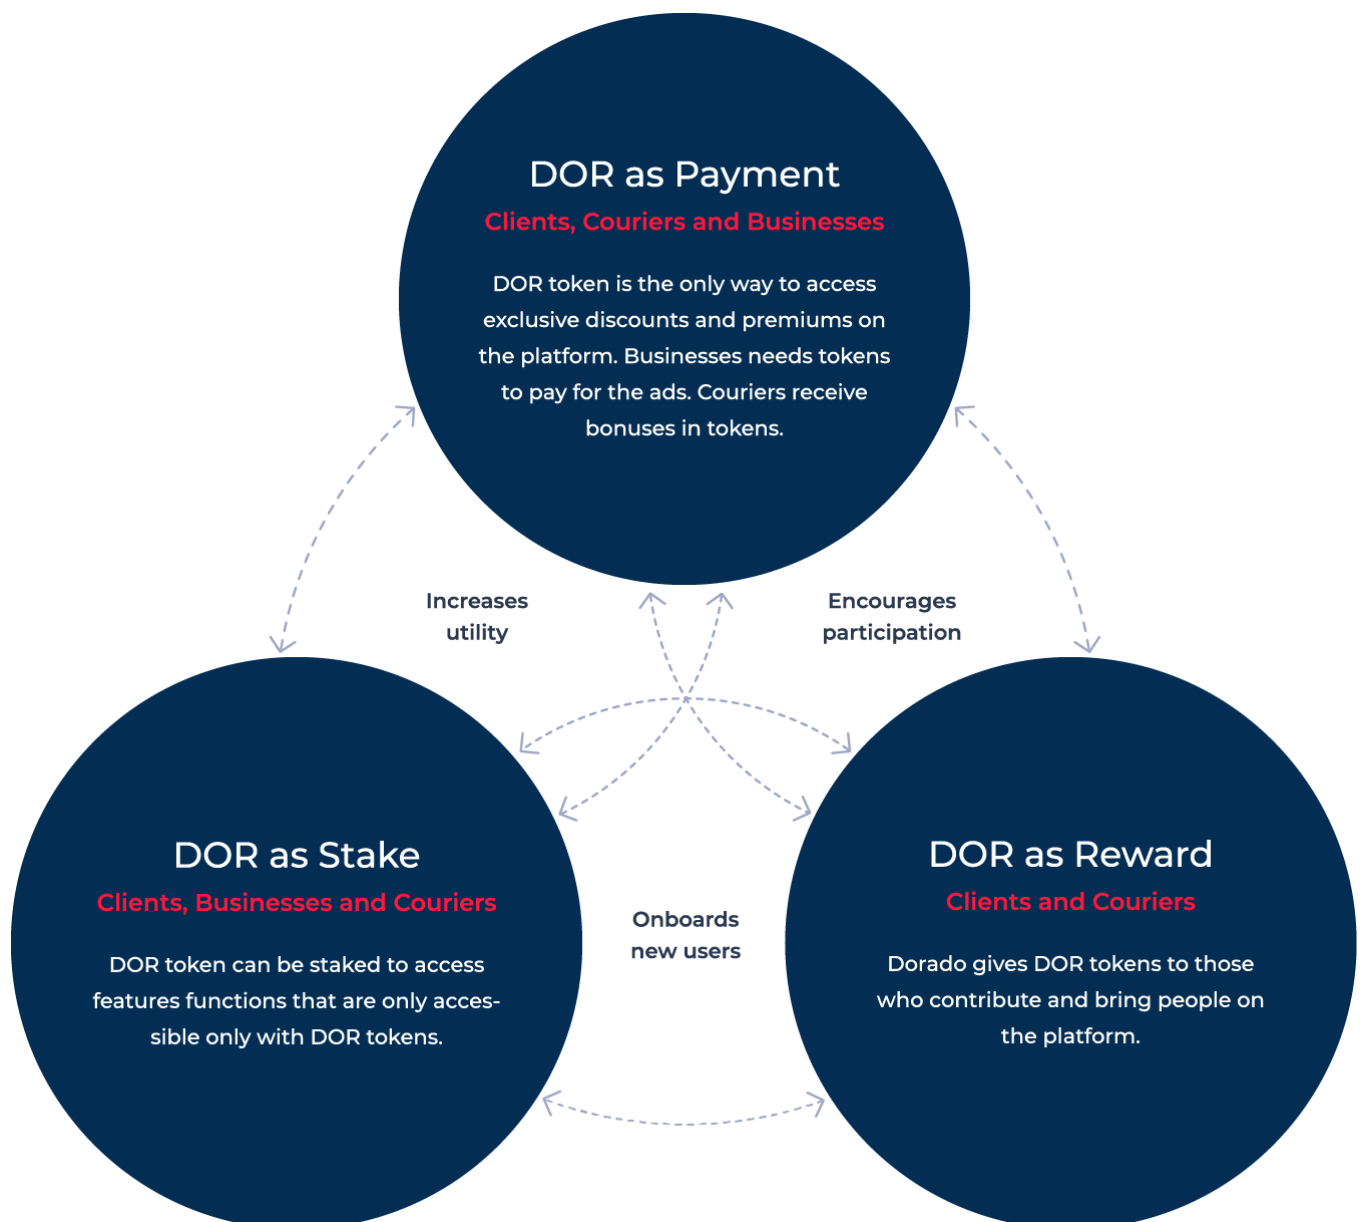 DOR as Payment
Clients, Couriers and Businesses
DOR token is the only way to access
exclusive discounts and premiums on
the platform. Businesses needs tokens
to pay for the ads. Couriers receive
bonuses in tokens.
Increases
utility
Encourages
participation
DOR as Stake
Clients, Businesses and Couriers
DOR token can be staked to access
features functions that are only acces-
sible only with DOR tokens.
Onboards
new users
DOR as Reward
Clients and Couriers
Dorado gives DOR tokens to those
who contribute and bring people on
the platform.